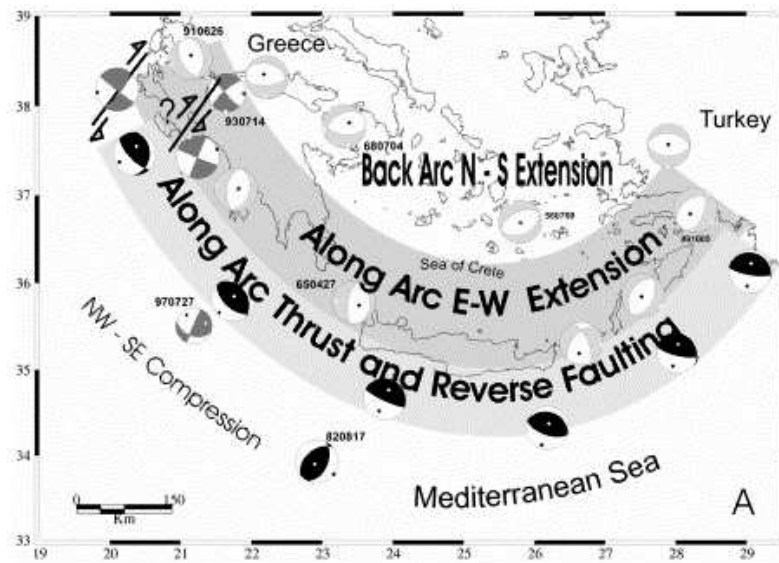 39
910625
Greece
38
?
930714
Turkey
680704
Back Arc N - S Extension
37
Along Arc E-W Extension
Sea of Crete
36
650427
Along Arc Thrust and Reverse Faulting
970727
NW - SE Compression
35
34
820817
Mediterranean Sea
0 150
Km
A
33
19 20 21 22 23 24 25 26 27 28 29